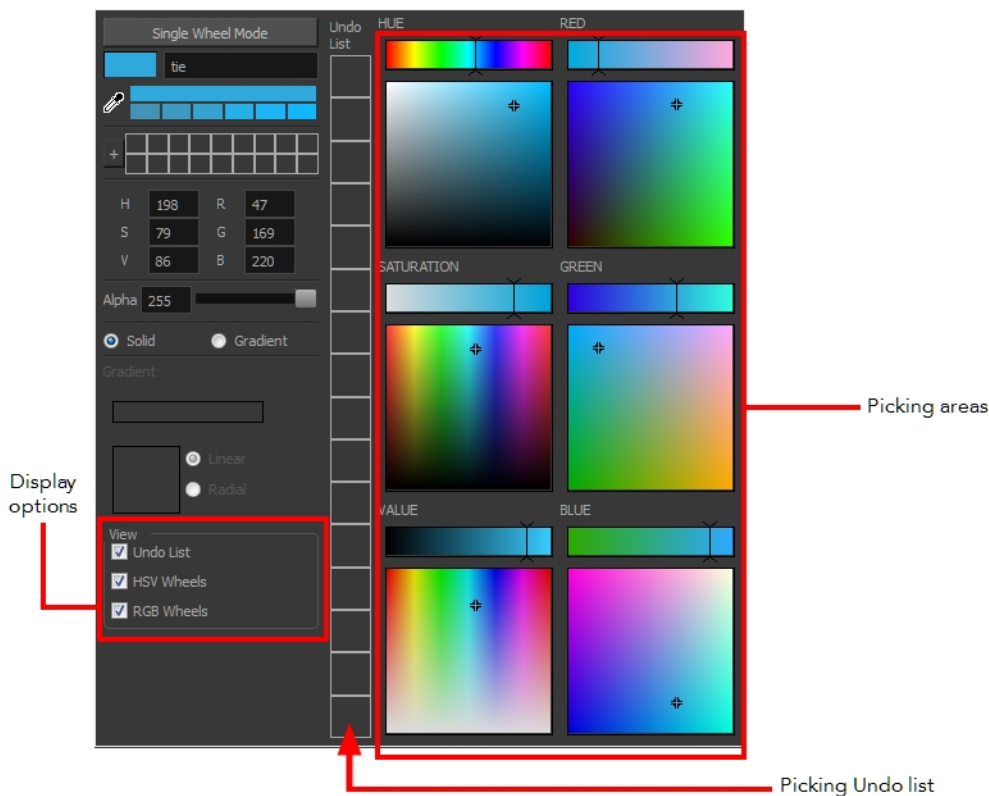 Single Wheel Mode
Undo
List
HUE
RED
tie
+
H 198 R 47
S 79 G 169
V 86 B 220
SATURATION
GREEN
Alpha 255
Solid Gradient
Gradient
Picking areas
Linear
Radial
Display
options
VALUE
BLUE
View
Undo List
HSV Wheels
RGB Wheels
Picking Undo list